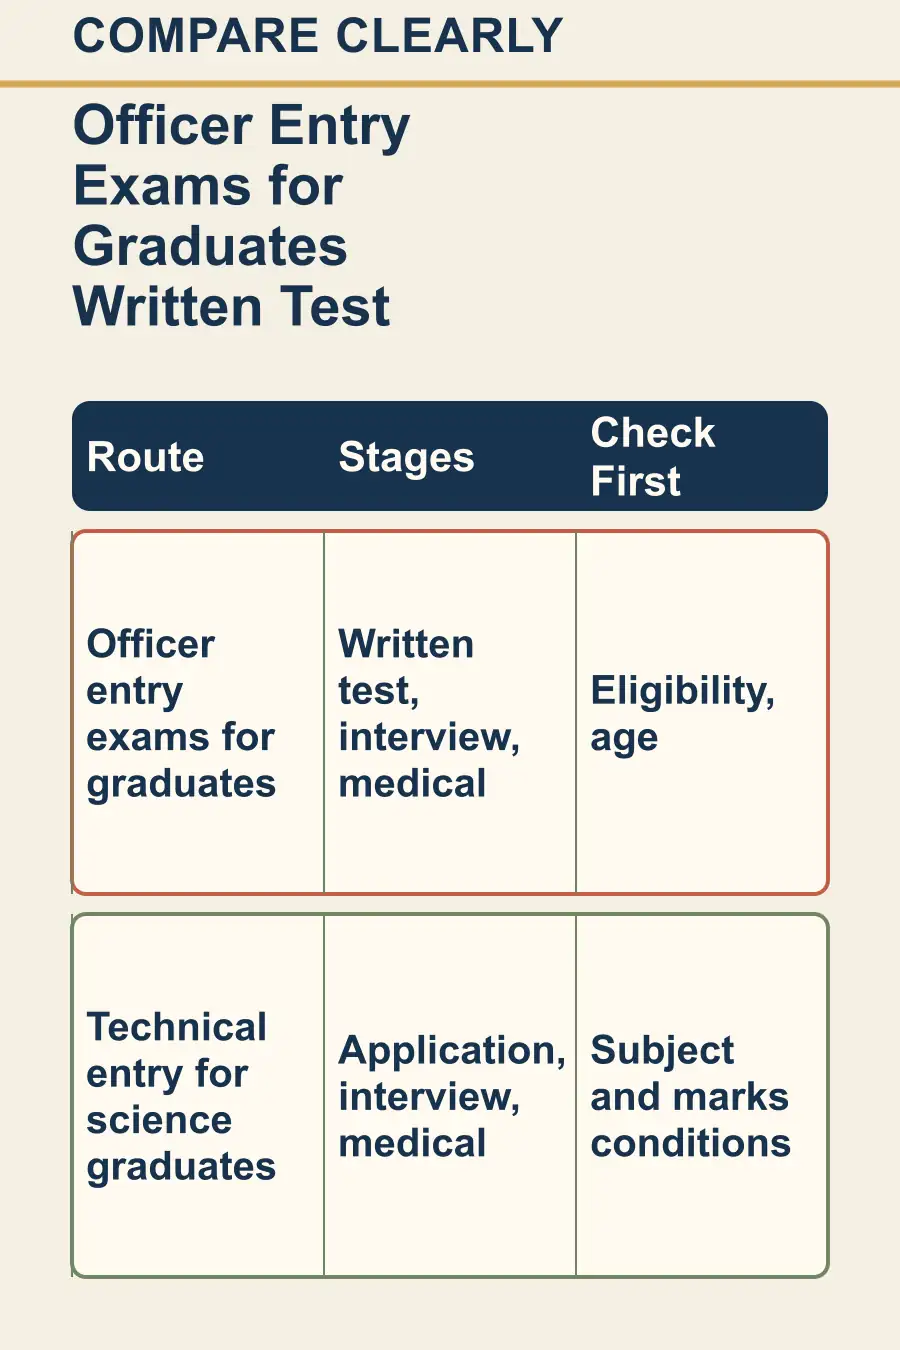 COMPARE CLEARLY
Officer Entry
Exams for
Graduates
Written Test
Route
Stages
Check
First
Officer
entry
exams for
graduates
Written
test,
interview,
medical
Eligibility,
age
Technical
entry for
science
graduates
Application,
interview,
medical
Subject
and marks
conditions